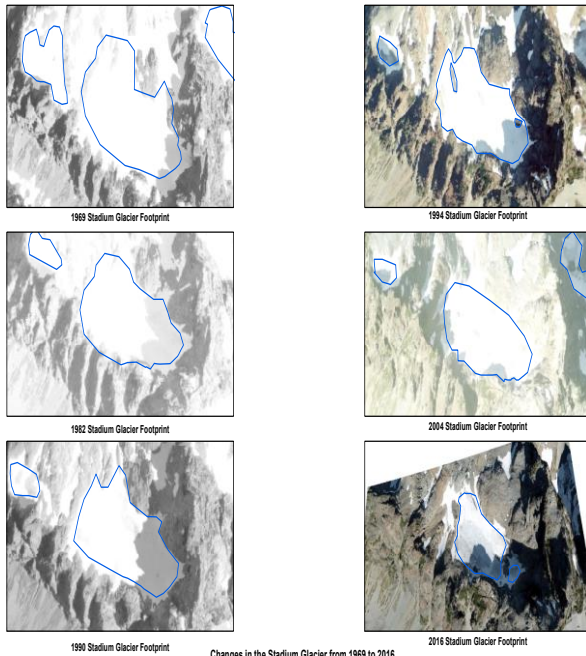 1969 Stadium Glacier Footprint
1994 Stadium Glacier Footprint
1982 Stadium Glacier Footprint
2004 Stadium Glacier Footprint
1990 Stadium Glacier Footprint
2016 Stadium Glacier Footprint
Changes in the Stadium Glacier from 1969 to 2016